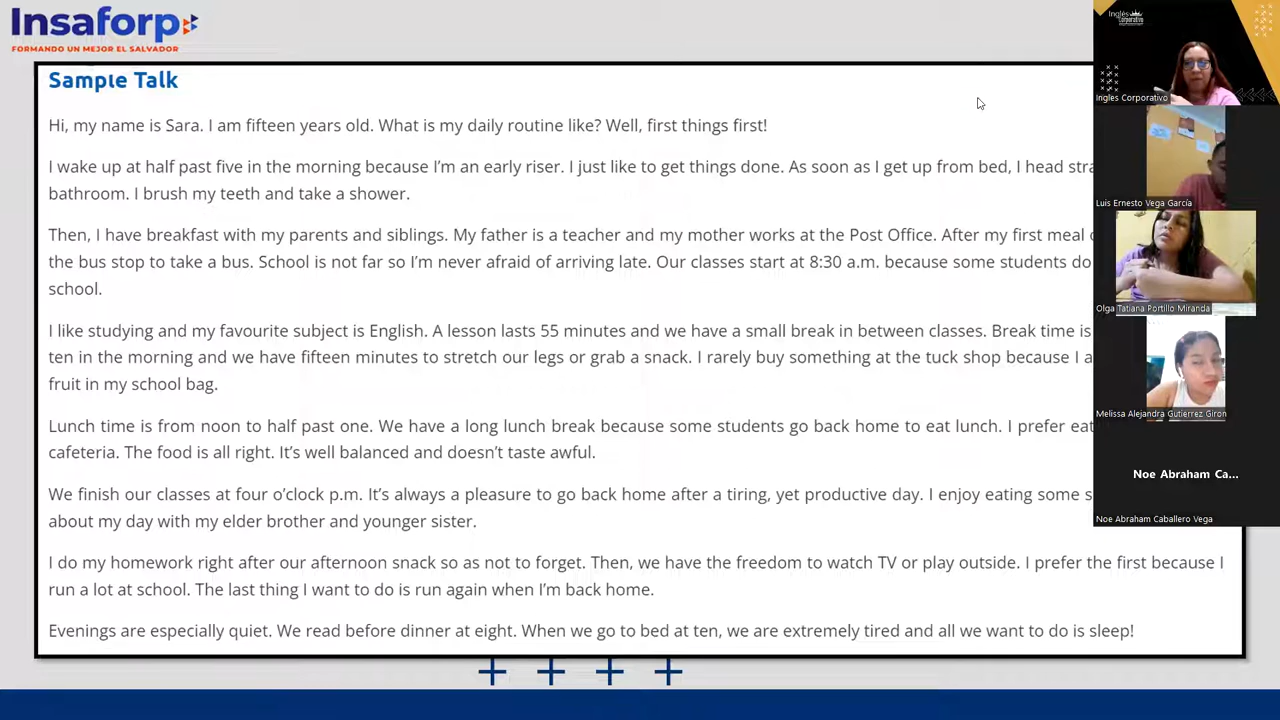 Insaforp
FORMANDO UN MEJOR EL SALVADOR
Sample Talk
Hi, my name is Sara. I am fifteen years old. What is my daily routine like? Well, first things first!
I wake up at half past five in the morning because I’m an early riser. I just like to get things done. As soon as I get up from bed, I head
bathroom. I brush my teeth and take a shower.
Then, I have breakfast with my parents and siblings. My father is a teacher and my mother works at the Post Office. After my first meal
the bus stop to take a bus. School is not far so I’m never afraid of arriving late. Our classes start at 8:30 a.m. because some students do
school.
I like studying and my favourite subject is English. A lesson lasts 55 minutes and we have a small break in between classes. Break time is
ten in the morning and we have fifteen minutes to stretch our legs or grab a snack. I rarely buy something at the tuck shop because I
fruit in my school bag.
Lunch time is from noon to half past one. We have a long lunch break because some students go back home to eat lunch. I prefer
cafeteria. The food is all right. It’s well balanced and doesn’t taste awful.
We finish our classes at four o’clock p.m. It’s always a pleasure to go back home after a tiring, yet productive day. I enjoy eating some
about my day with my elder brother and younger sister.
I do my homework right after our afternoon snack so as not to forget. Then, we have the freedom to watch TV or play outside. I prefer the first because I
run a lot at school. The last thing I want to do is run again when I’m back home.
Evenings are especially quiet. We read before dinner at eight. When we go to bed at ten, we are extremely tired and all we want to do is sleep!
Inglés
Corporativo
Ingles Corporativo
Luis Ernesto Vega García
Olga Tatiana Portillo Miranda
Melissa Alejandra Gutierrez Giron
Noe Abraham Ca...
Noe Abraham Caballero Vega